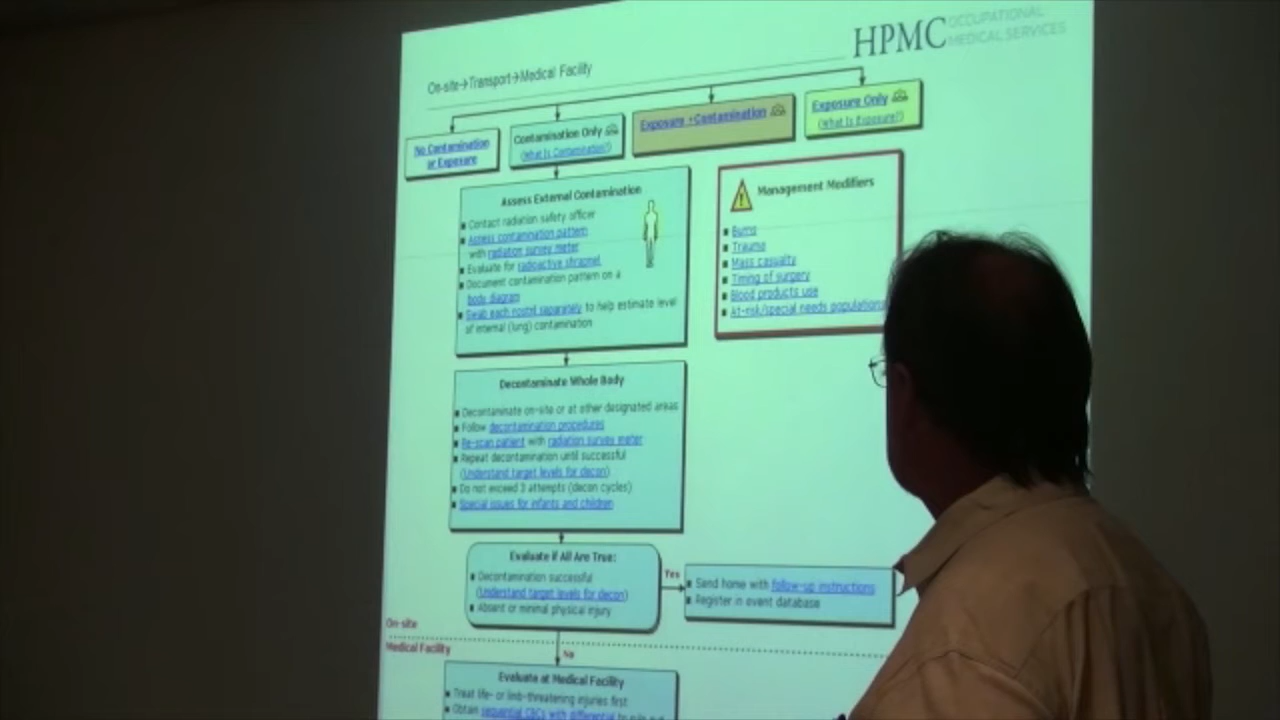 HPMC OCCUPATIONAL
MEDICAL SERVICES
On-site→Transport→Medical Facility
No Contamination
or Exposure
Contamination Only
(What Is Contamination?)
Exposure +Contamination
Exposure Only
(What Is Exposure?)
Assess External Contamination
■ Contact radiation safety officer
■ Assess contamination pattern
with radiation survey meter
■ Evaluate for radioactive shrapnel
■ Document contamination pattern on a
body diagram
■ Swab each nostril separately to help estimate level
of internal (lung) contamination
Management Modifiers
■ Burns
■ Trauma
■ Mass casualty
■ Timing of surgery
■ Blood products use
■ At-risk/special needs populations
Decontaminate Whole Body
■ Decontaminate on-site or at other designated areas
■ Follow decontamination procedures
■ Re-scan patient with radiation survey meter
■ Repeat decontamination until successful
(Understand target levels for decon)
■ Do not exceed 3 attempts (decon cycles)
■ Special issues for infants and children
Evaluate if All Are True:
■ Decontamination successful
(Understand target levels for decon)
■ Absent or minimal physical injury
Yes
■ Send home with follow-up instructions
■ Register in event database
On-site
Medical Facility
No
Evaluate at Medical Facility
■ Treat life- or limb-threatening injuries first
■ Obtain sequential CBCs with differential to rule out